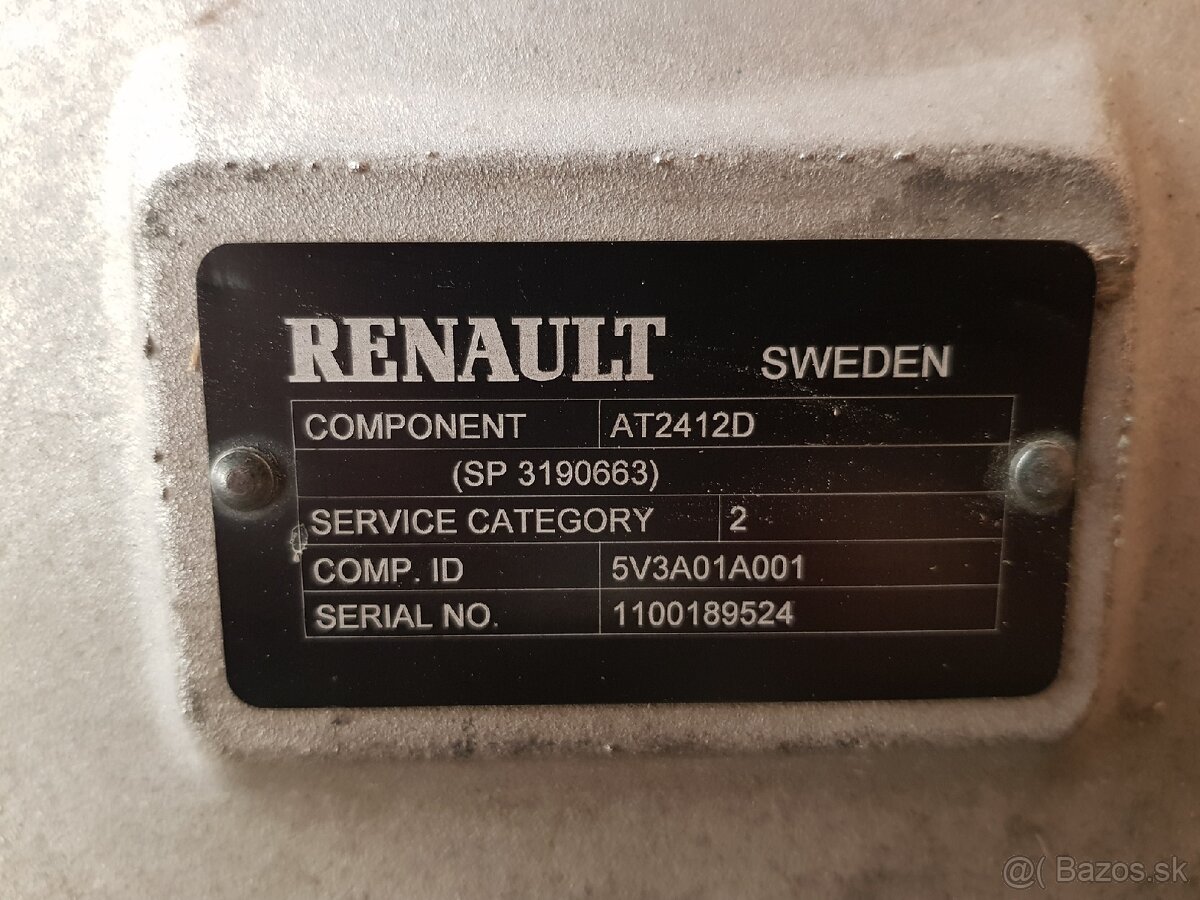 RENAULT SWEDEN
COMPONENT AT2412D
(SP 3190663)
SERVICE CATEGORY 2
COMP. ID 5V3A01A001
SERIAL NO. 1100189524
@( Bazos.sk